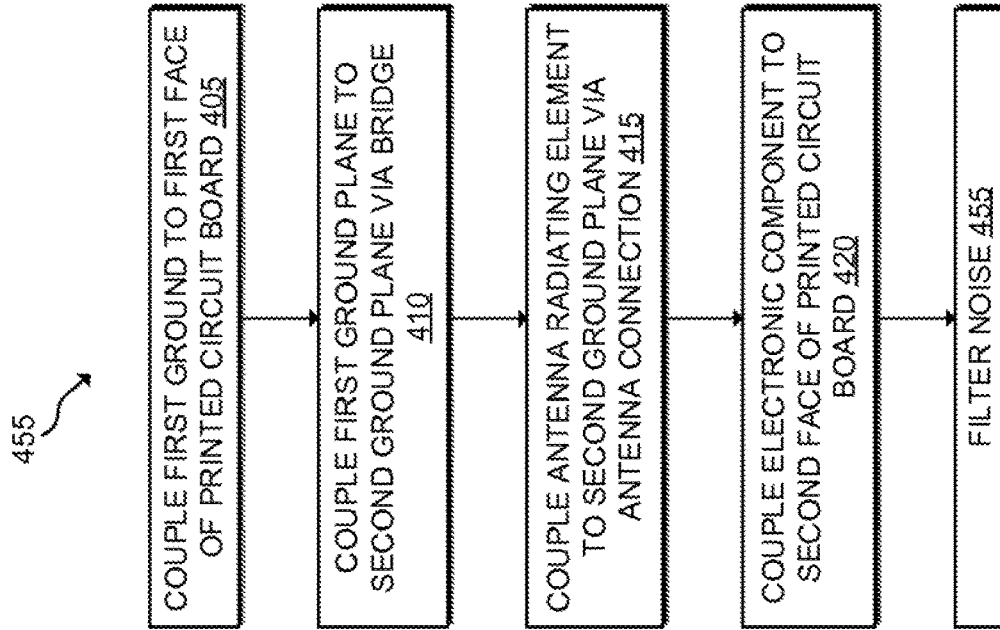 455
COUPLE FIRST GROUND TO FIRST FACE
OF PRINTED CIRCUIT BOARD 405
COUPLE FIRST GROUND PLANE TO
SECOND GROUND PLANE VIA BRIDGE
410
COUPLE ANTENNA RADIATING ELEMENT
TO SECOND GROUND PLANE VIA
ANTENNA CONNECTION 415
COUPLE ELECTRONIC COMPONENT TO
SECOND FACE OF PRINTED CIRCUIT
BOARD 420
FILTER NOISE 455